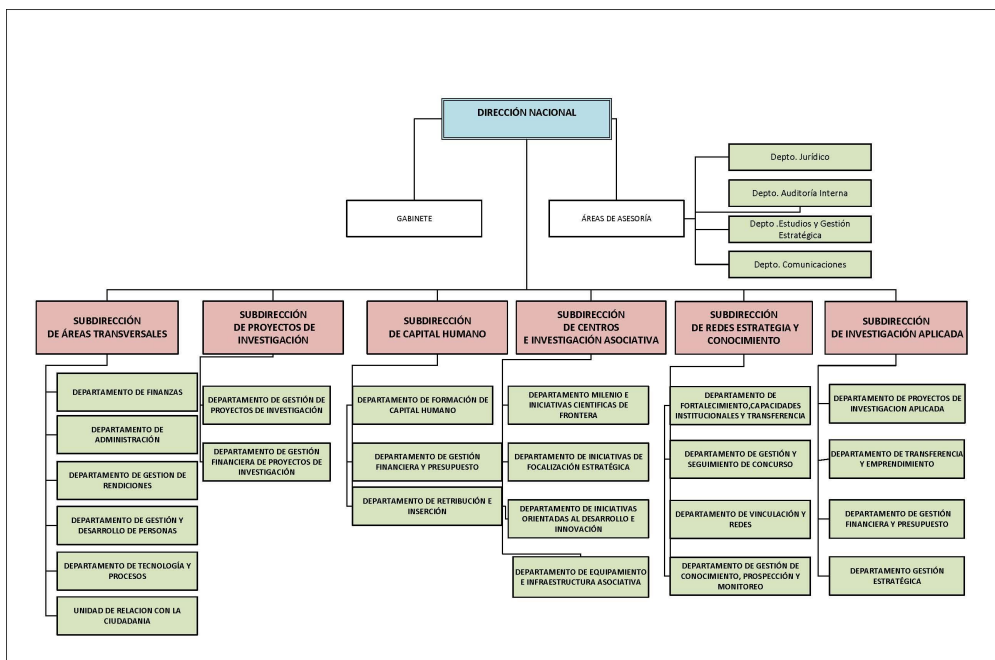 DIRECCIÓN NACIONAL
GABINETE
ÁREAS DE ASESORÍA
Depto. Jurídico
Depto. Auditoría Interna
Depto .Estudios y Gestión
Estratégica
Depto. Comunicaciones
SUBDIRECCIÓN
DE ÁREAS TRANSVERSALES
DEPARTAMENTO DE FINANZAS
DEPARTAMENTO DE
ADMINISTRACIÓN
DEPARTAMENTO DE GESTION DE
RENDICIONES
DEPARTAMENTO DE GESTIÓN Y
DESARROLLO DE PERSONAS
DEPARTAMENTO DE TECNOLOGÍA Y
PROCESOS
UNIDAD DE RELACION CON LA
CIUDADANIA
SUBDIRECCIÓN
DE PROYECTOS DE
INVESTIGACIÓN
DEPARTAMENTO DE GESTIÓN DE
PROYECTOS DE INVESTIGACIÓN
DEPARTAMENTO DE GESTIÓN
FINANCIERA DE PROYECTOS DE
INVESTIGACIÓN
SUBDIRECCIÓN
DE CAPITAL HUMANO
DEPARTAMENTO DE FORMACIÓN DE
CAPITAL HUMANO
DEPARTAMENTO DE GESTIÓN
FINANCIERA Y PRESUPUESTO
DEPARTAMENTO DE RETRIBUCIÓN E
INSERCIÓN
SUBDIRECCIÓN
DE CENTROS
E INVESTIGACIÓN ASOCIATIVA
DEPARTAMENTO MILENIO E
INICIATIVAS CIENTIFICAS DE
FRONTERA
DEPARTAMENTO DE INICIATIVAS DE
FOCALIZACIÓN ESTRATÉGICA
DEPARTAMENTO DE INICIATIVAS
ORIENTADAS AL DESARROLLO E
INNOVACIÓN
DEPARTAMENTO DE EQUIPAMIENTO
E INFRAESTRUCTURA ASOCIATIVA
SUBDIRECCIÓN
DE REDES ESTRATEGIA Y
CONOCIMIENTO
DEPARTAMENTO DE
FORTALECIMIENTO,CAPACIDADES
INSTITUCIONALES Y TRANSFERENCIA
DEPARTAMENTO DE GESTIÓN Y
SEGUIMIENTO DE CONCURSO
DEPARTAMENTO DE VINCULACIÓN Y
REDES
DEPARTAMENTO DE GESTIÓN DE
CONOCIMIENTO, PROSPECCIÓN Y
MONITOREO
SUBDIRECCIÓN
DE INVESTIGACIÓN APLICADA
DEPARTAMENTO DE PROYECTOS DE
INVESTIGACION APLICADA
DEPARTAMENTO DE TRANSFERENCIA
Y EMPRENDIMIENTO
DEPARTAMENTO DE GESTIÓN
FINANCIERA Y PRESUPUESTO
DEPARTAMENTO GESTIÓN
ESTRATÉGICA